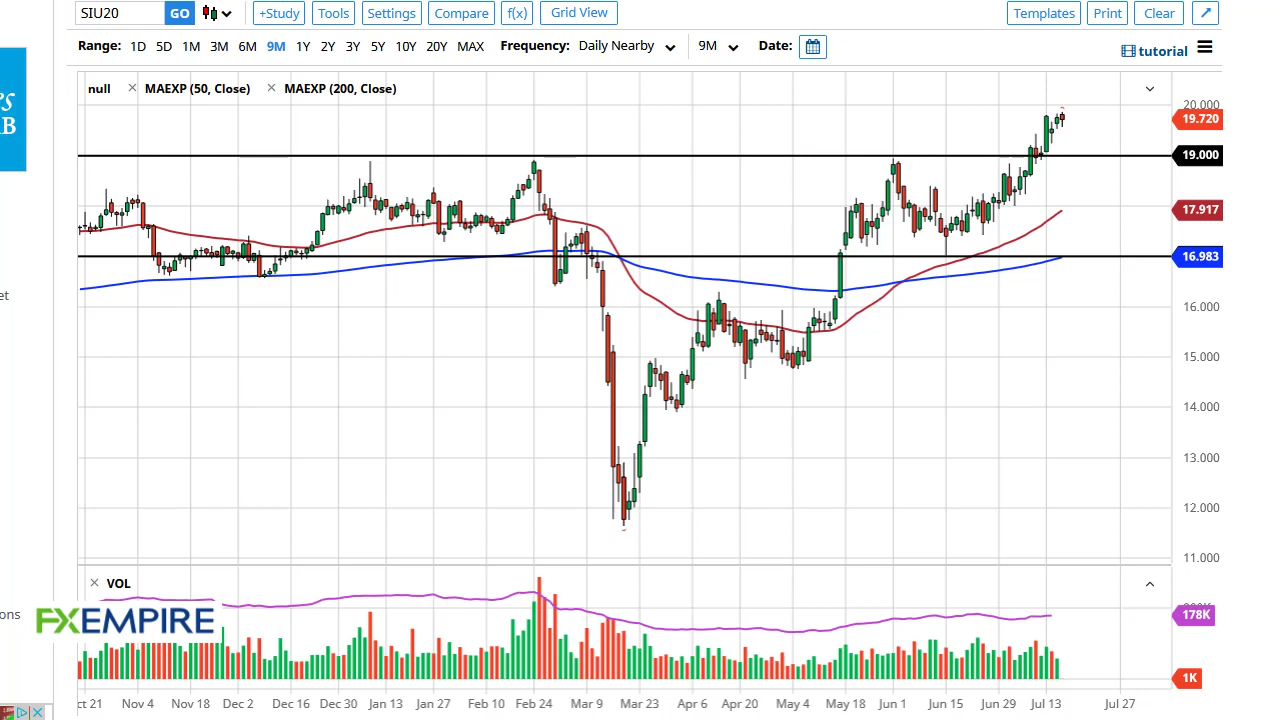 SIU20 GO +Study Tools Settings Compare f(x) Grid View Templates Print Clear
Range: 1D 5D 1M 3M 6M 9M 1Y 2Y 3Y 5Y 10Y 20Y MAX Frequency: Daily Nearby 9M Date:
tutorial
null × MAEXP (50, Close) × MAEXP (200, Close)
20.000
19.720
19.000
17.917
16.983
16.000
15.000
14.000
13.000
12.000
11.000
× VOL
178K
1K
FXEMPIRE
ct 21 Nov 4 Nov 18 Dec 2 Dec 16 Dec 30 Jan 13 Jan 27 Feb 10 Feb 24 Mar 9 Mar 23 Apr 6 Apr 20 May 4 May 18 Jun 1 Jun 15 Jun 29 Jul 13 Jul 27
's
AB
et
ons